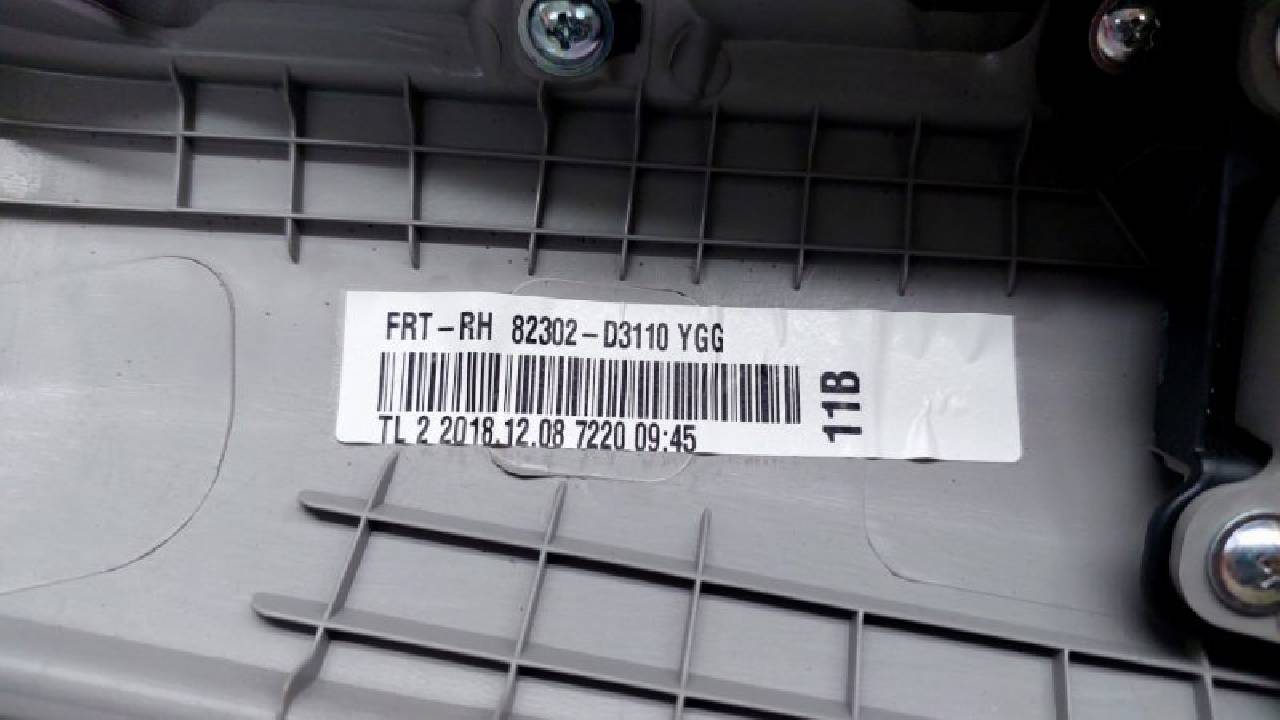 FRT-RH 82302-D3110 YGG
TL 2 2018.12.08 7220 09:45
11B